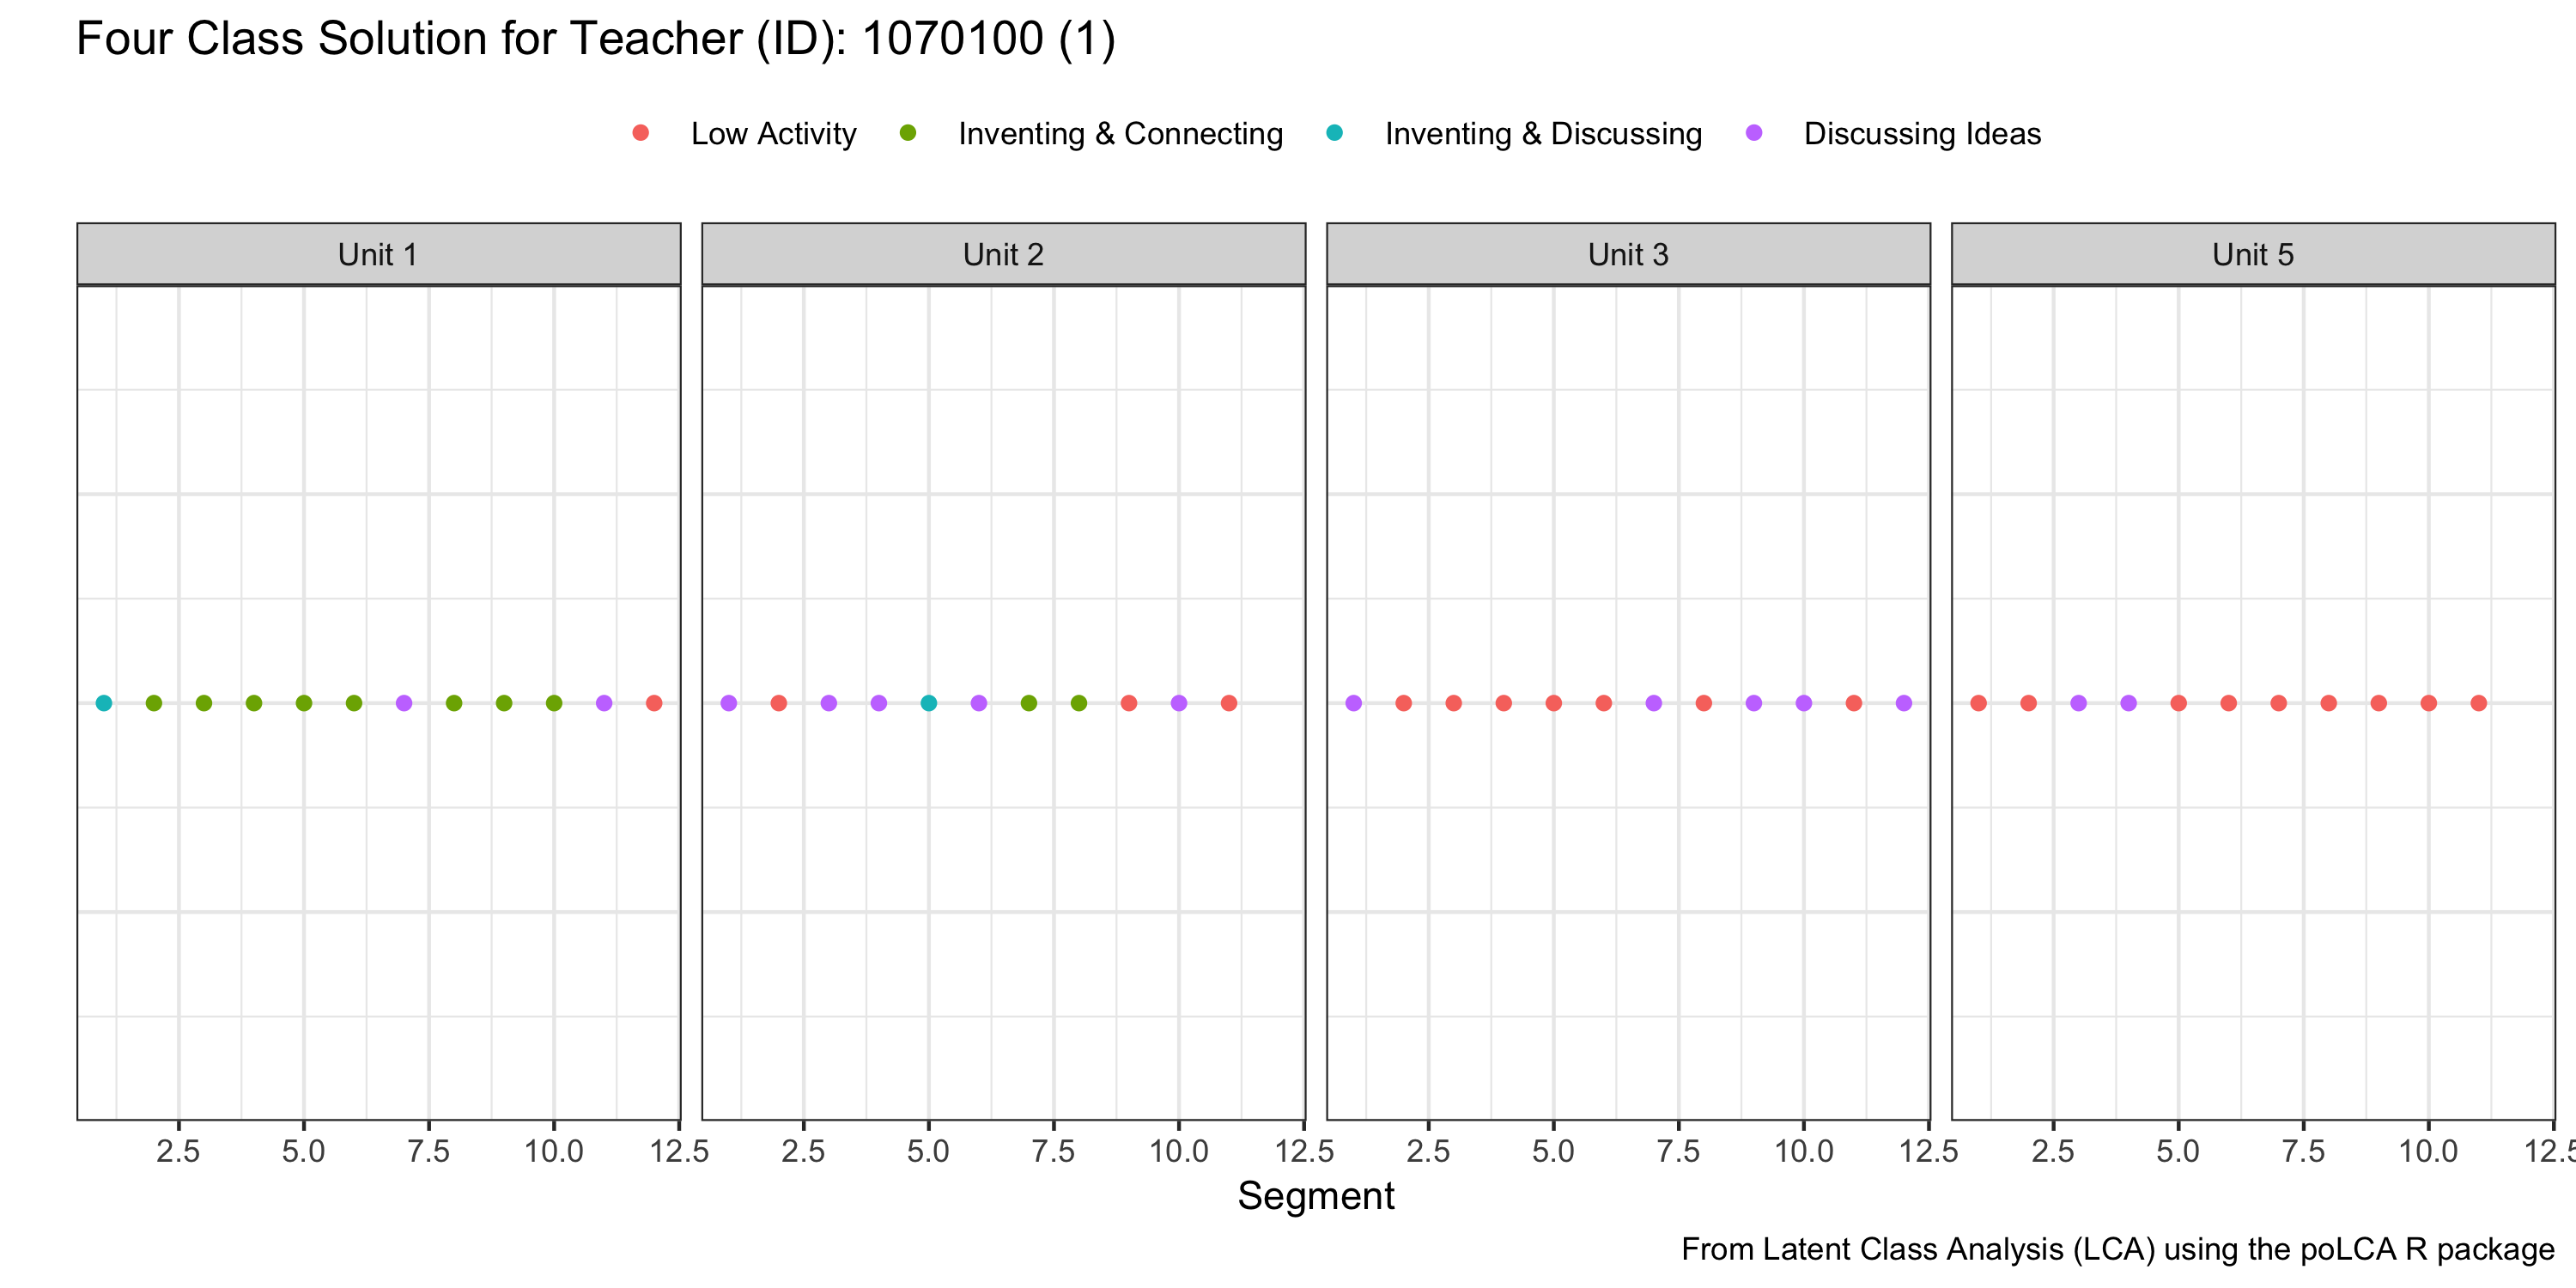 Four Class Solution for Teacher (ID): 1070100 (1)
Low Activity Inventing & Connecting Inventing & Discussing Discussing Ideas
Unit 1 Unit 2 Unit 3 Unit 5
2.5 5.0 7.5 10.0 12.5 2.5 5.0 7.5 10.0 12.5 2.5 5.0 7.5 10.0 12.5 2.5 5.0 7.5 10.0 12.5
Segment
From Latent Class Analysis (LCA) using the poLCA R package